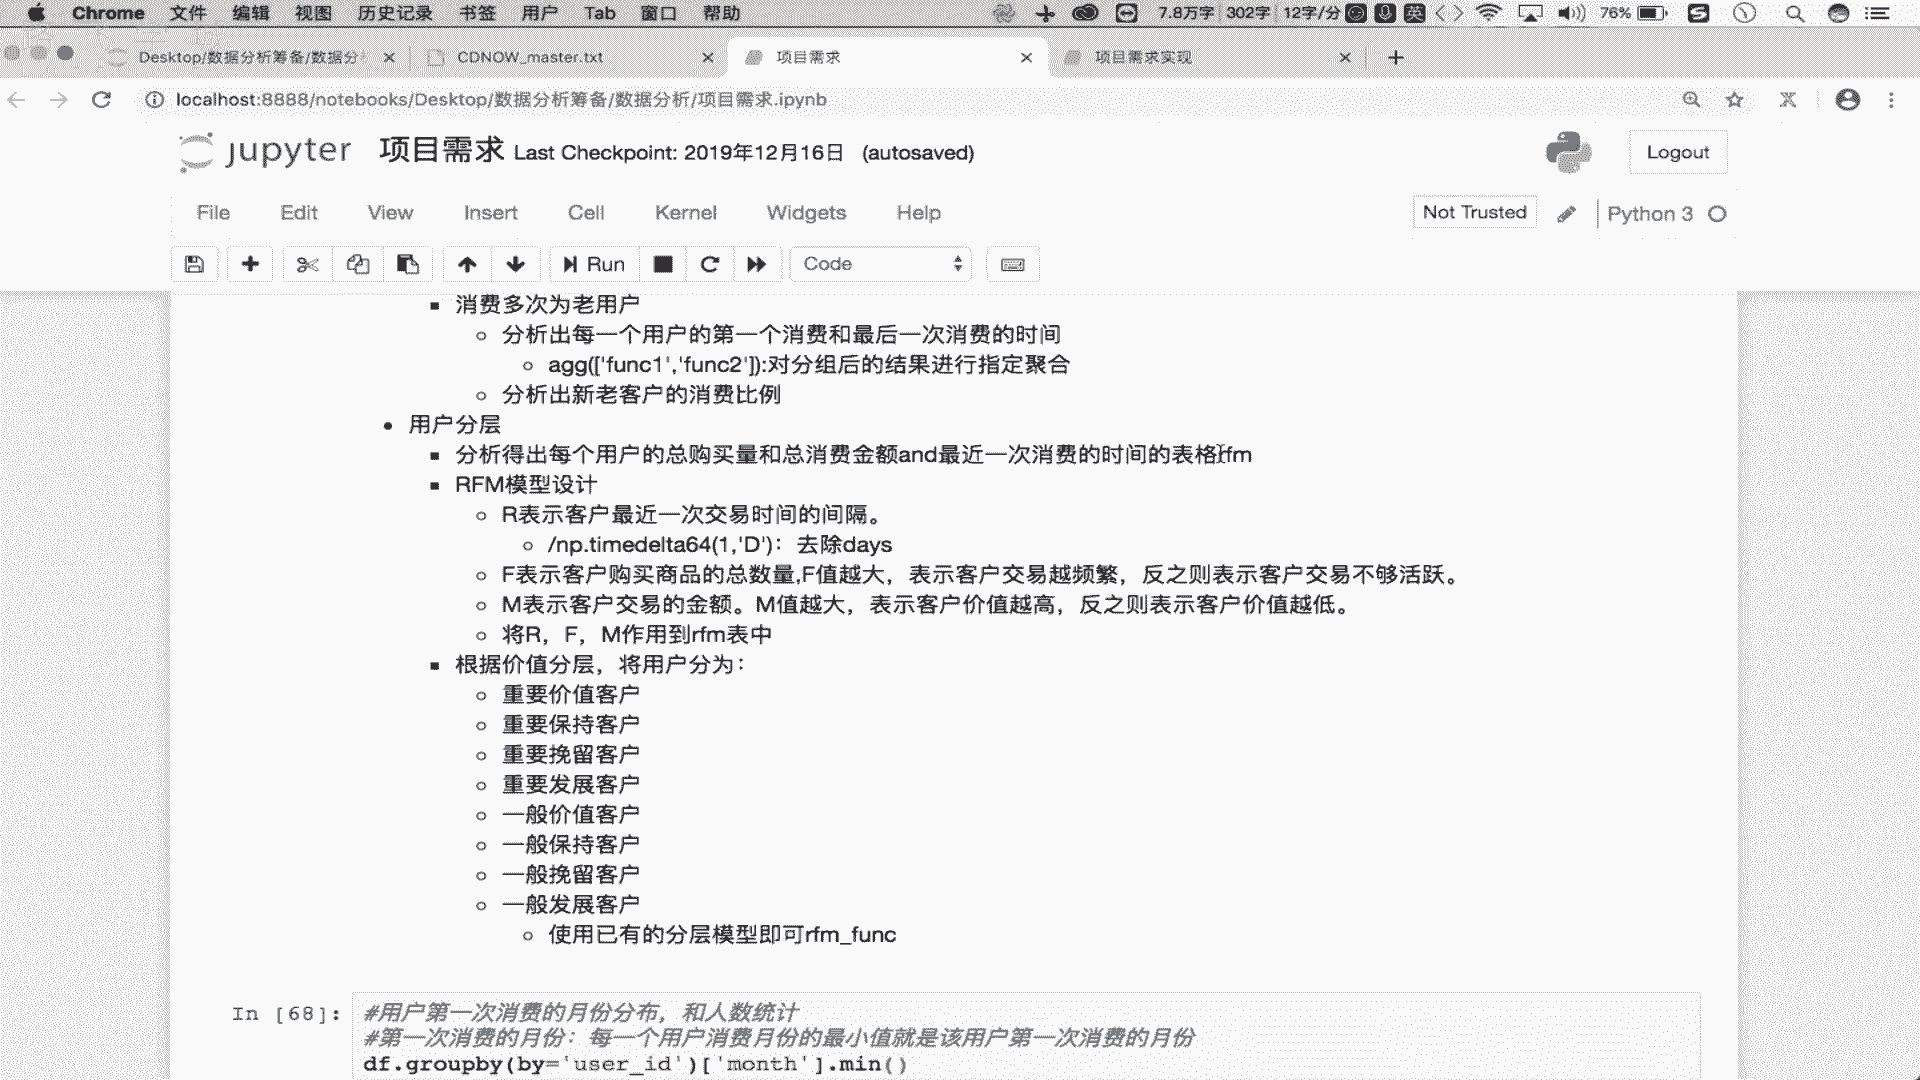 Chrome 文件 编辑 视图 历史记录 书签 用户 Tab 窗口 帮助 7.8万字 302字 12字/分 英 76%
Desktop/数据分析筹备/数据分 CDNOW_master.txt 项目需求 项目需求实现
localhost:8888/notebooks/Desktop/数据分析筹备/数据分析/项目需求.ipynb
jupyter 项目需求 Last Checkpoint: 2019年12月16日 (autosaved) Logout
File Edit View Insert Cell Kernel Widgets Help Not Trusted Python 3
Run Code
消费多次为老用户
分析出每一个用户的第一个消费和最后一次消费的时间
agg(['func1','func2']):对分组后的结果进行指定聚合
分析出新老客户的消费比例
用户分层
分析得出每个用户的总购买量和总消费金额and最近一次消费的时间的表格rfm
RFM模型设计
R表示客户最近一次交易时间的间隔。
/np.timedelta64(1,'D')：去除days
F表示客户购买商品的总数量,F值越大，表示客户交易越频繁，反之则表示客户交易不够活跃。
M表示客户交易的金额。M值越大，表示客户价值越高，反之则表示客户价值越低。
将R，F，M作用到rfm表中
根据价值分层，将用户分为：
重要价值客户
重要保持客户
重要挽留客户
重要发展客户
一般价值客户
一般保持客户
一般挽留客户
一般发展客户
使用已有的分层模型即可rfm_func
In [68]: #用户第一次消费的月份分布，和人数统计
#第一次消费的月份：每一个用户消费月份的最小值就是该用户第一次消费的月份
df.groupby(by='user_id')['month'].min()